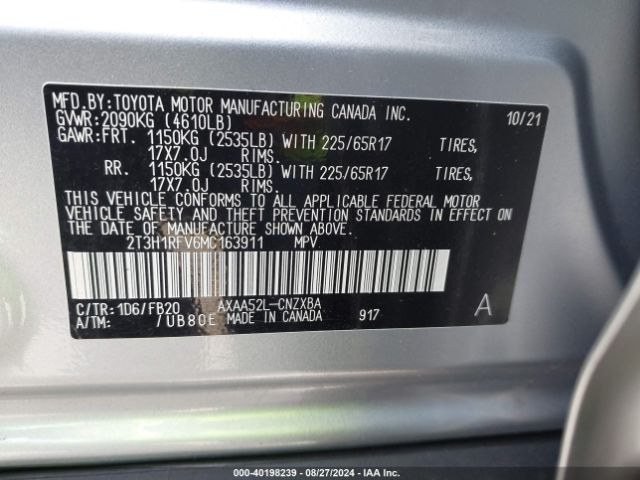 MFD.BY:TOYOTA MOTOR MANUFACTURING CANADA INC.
GVWR:2090KG (4610LB) 10/21
GAWR:FRT. 1150KG (2535LB) WITH 225/65R17 TIRES,
17X7.0J RIMS.
RR. 1150KG (2535LB) WITH 225/65R17 TIRES,
17X7.0J RIMS.
THIS VEHICLE CONFORMS TO ALL APPLICABLE FEDERAL MOTOR
VEHICLE SAFETY AND THEFT PREVENTION STANDARDS IN EFFECT ON
THE DATE OF MANUFACTURE SHOWN ABOVE.
2T3H1RFV6MC163911 MPV
C/TR:1D6/FB20 AXAA52L-CNZXBA A
A/TM: /UB80E MADE IN CANADA 917
000-40198239 - 08/27/2024 - IAA Inc.